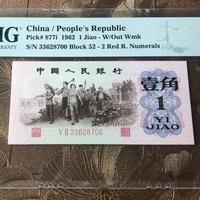 MG
China / People's Republic
Pick# 877i 1962 1 Jiao - W/Out Wmk
S/N 33628700 Block 52 - 2 Red R. Numerals
中国人民银行
壹角
1
YI
JIAO
VII 33628700